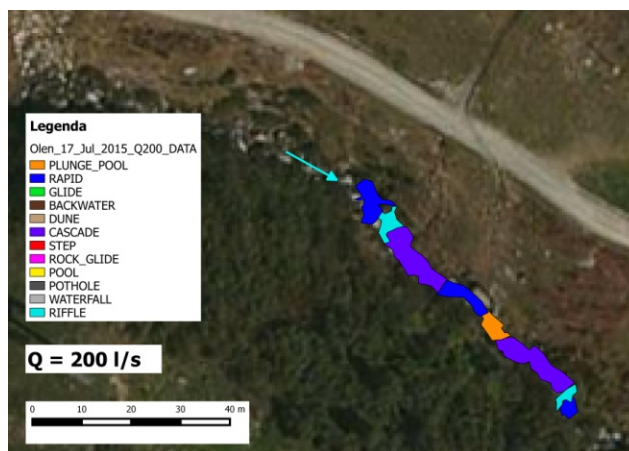 Legenda
Olen_17_Jul_2015_Q200_DATA
PLUNGE_POOL
RAPID
GLIDE
BACKWATER
DUNE
CASCADE
STEP
ROCK_GLIDE
POOL
POTHOLE
WATERFALL
RIFFLE
Q = 200 l/s
0 10 20 30 40 m